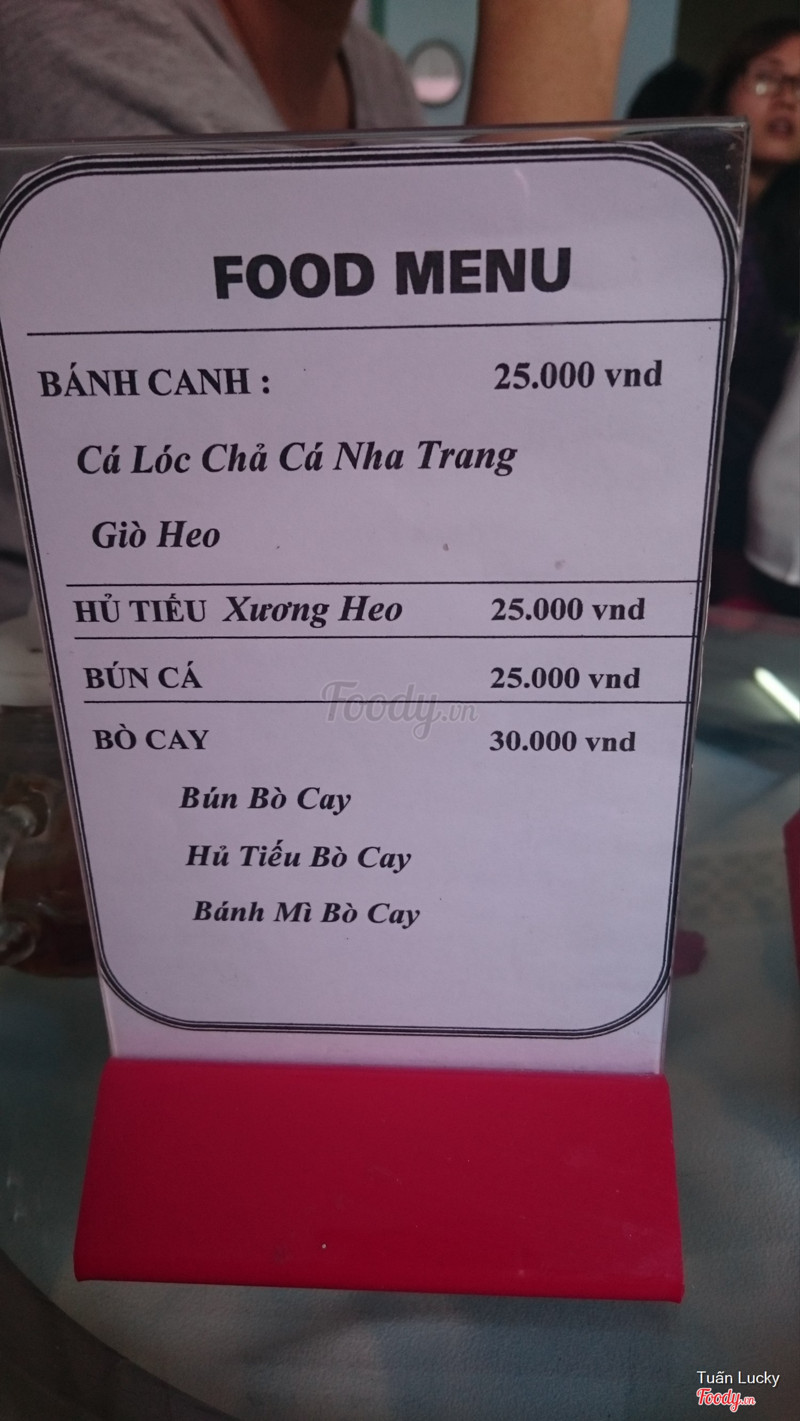 FOOD MENU
BÁNH CANH : 25.000 vnd
Cá Lóc Chả Cá Nha Trang
Giò Heo
HỦ TIẾU Xương Heo 25.000 vnd
BÚN CÁ 25.000 vnd
Foody.vn
BÒ CAY 30.000 vnd
Bún Bò Cay
Hủ Tiếu Bò Cay
Bánh Mì Bò Cay
Tuấn Lucky
Foody.vn